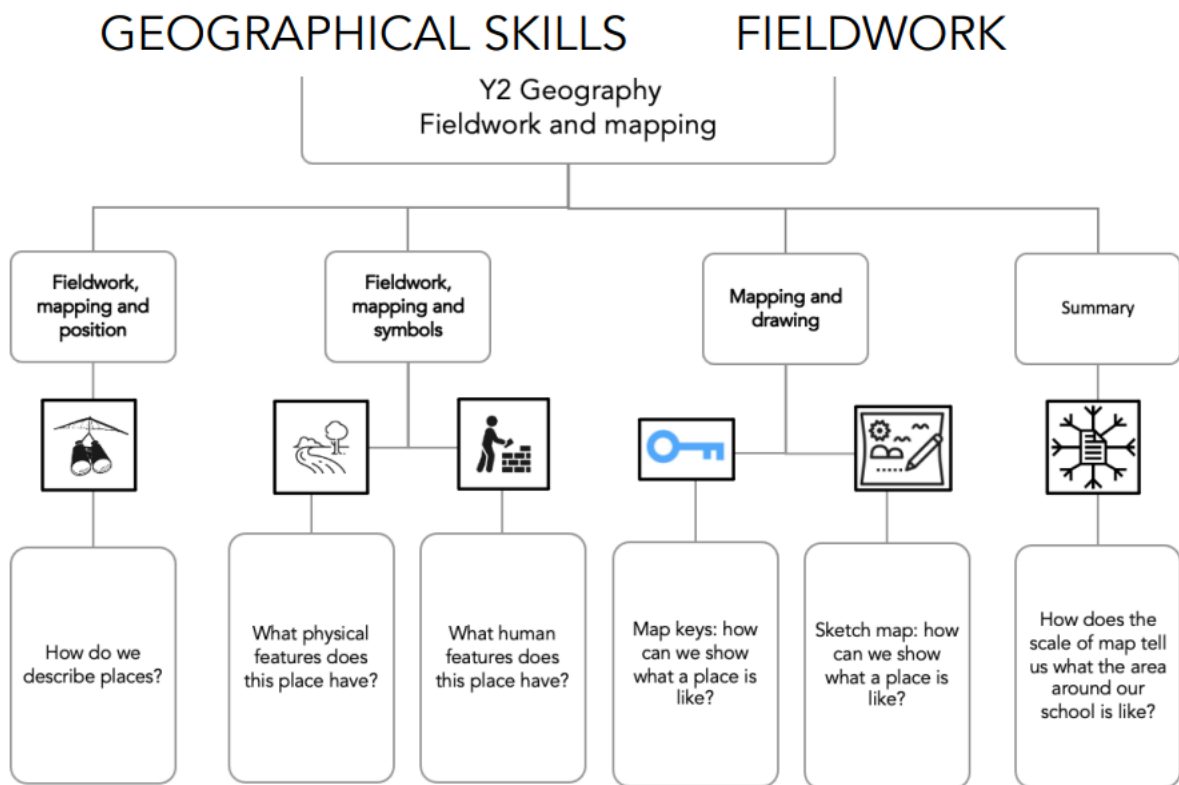 GEOGRAPHICAL SKILLS FIELDWORK
Y2 Geography
Fieldwork and mapping
Fieldwork,
mapping and
position
Fieldwork,
mapping and
symbols
Mapping and
drawing
Summary
How do we
describe places?
What physical
features does
this place have?
What human
features does
this place have?
Map keys: how
can we show
what a place is
like?
Sketch map: how
can we show
what a place is
like?
How does the
scale of map tell
us what the area
around our
school is like?